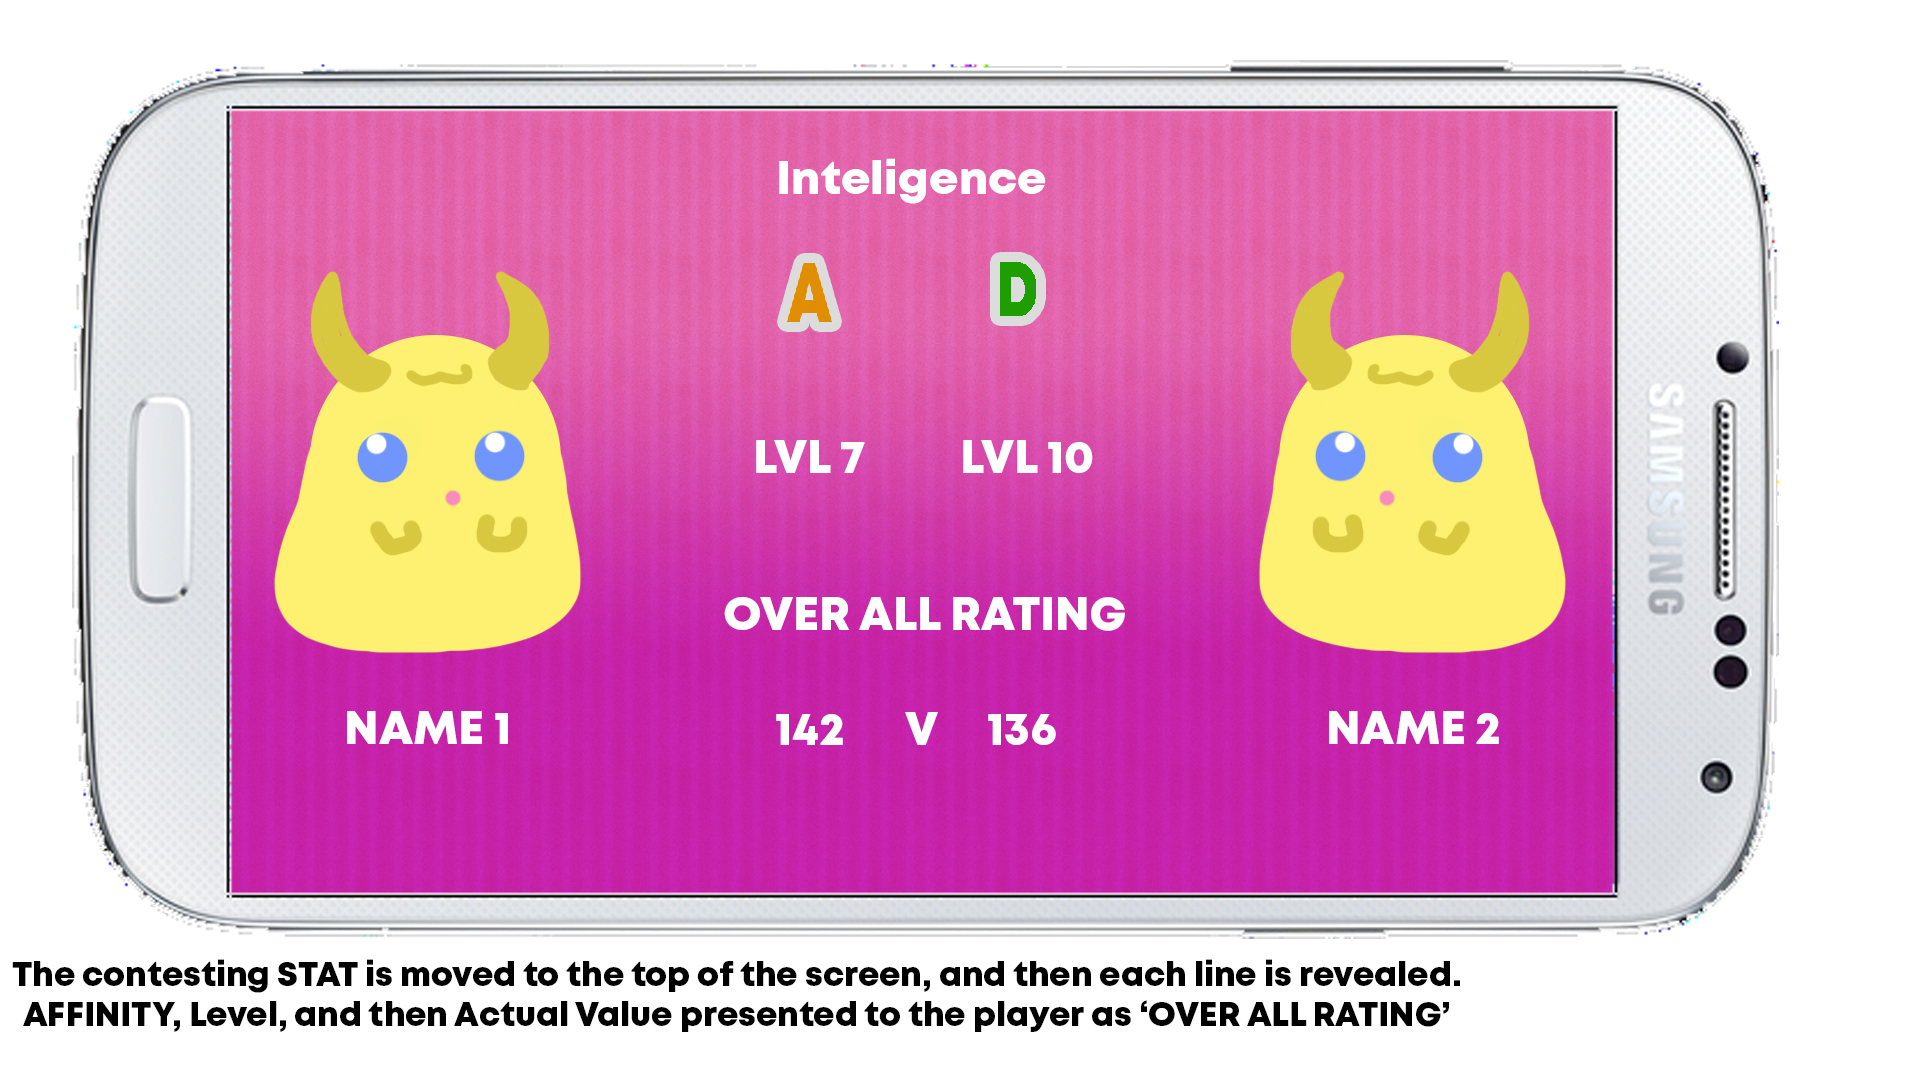 Inteligence
A D
LVL 7 LVL 10
OVER ALL RATING
NAME 1 142 V 136 NAME 2
SAMSUNG
The contesting STAT is moved to the top of the screen, and then each line is revealed.
AFFINITY, Level, and then Actual Value presented to the player as ‘OVER ALL RATING’